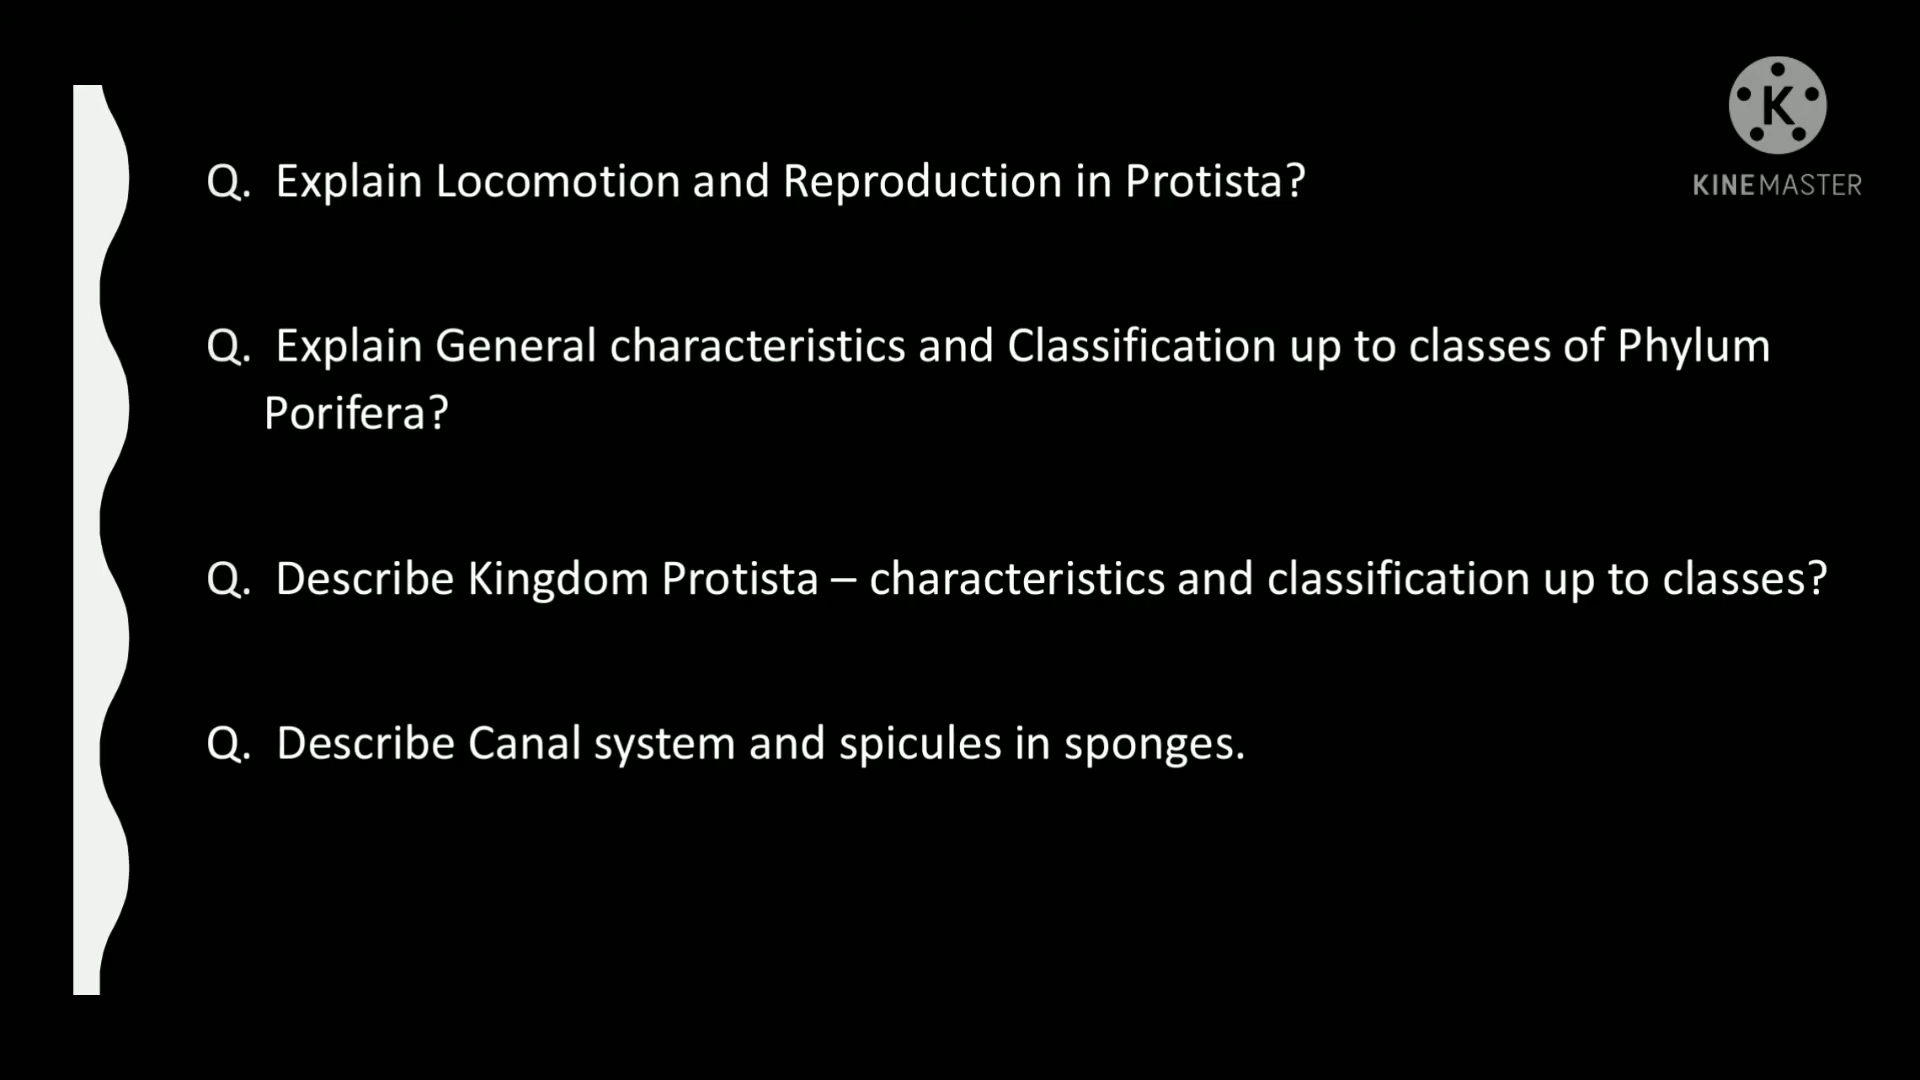 K
KINEMASTER
Q. Explain Locomotion and Reproduction in Protista?
Q. Explain General characteristics and Classification up to classes of Phylum
Porifera?
Q. Describe Kingdom Protista – characteristics and classification up to classes?
Q. Describe Canal system and spicules in sponges.